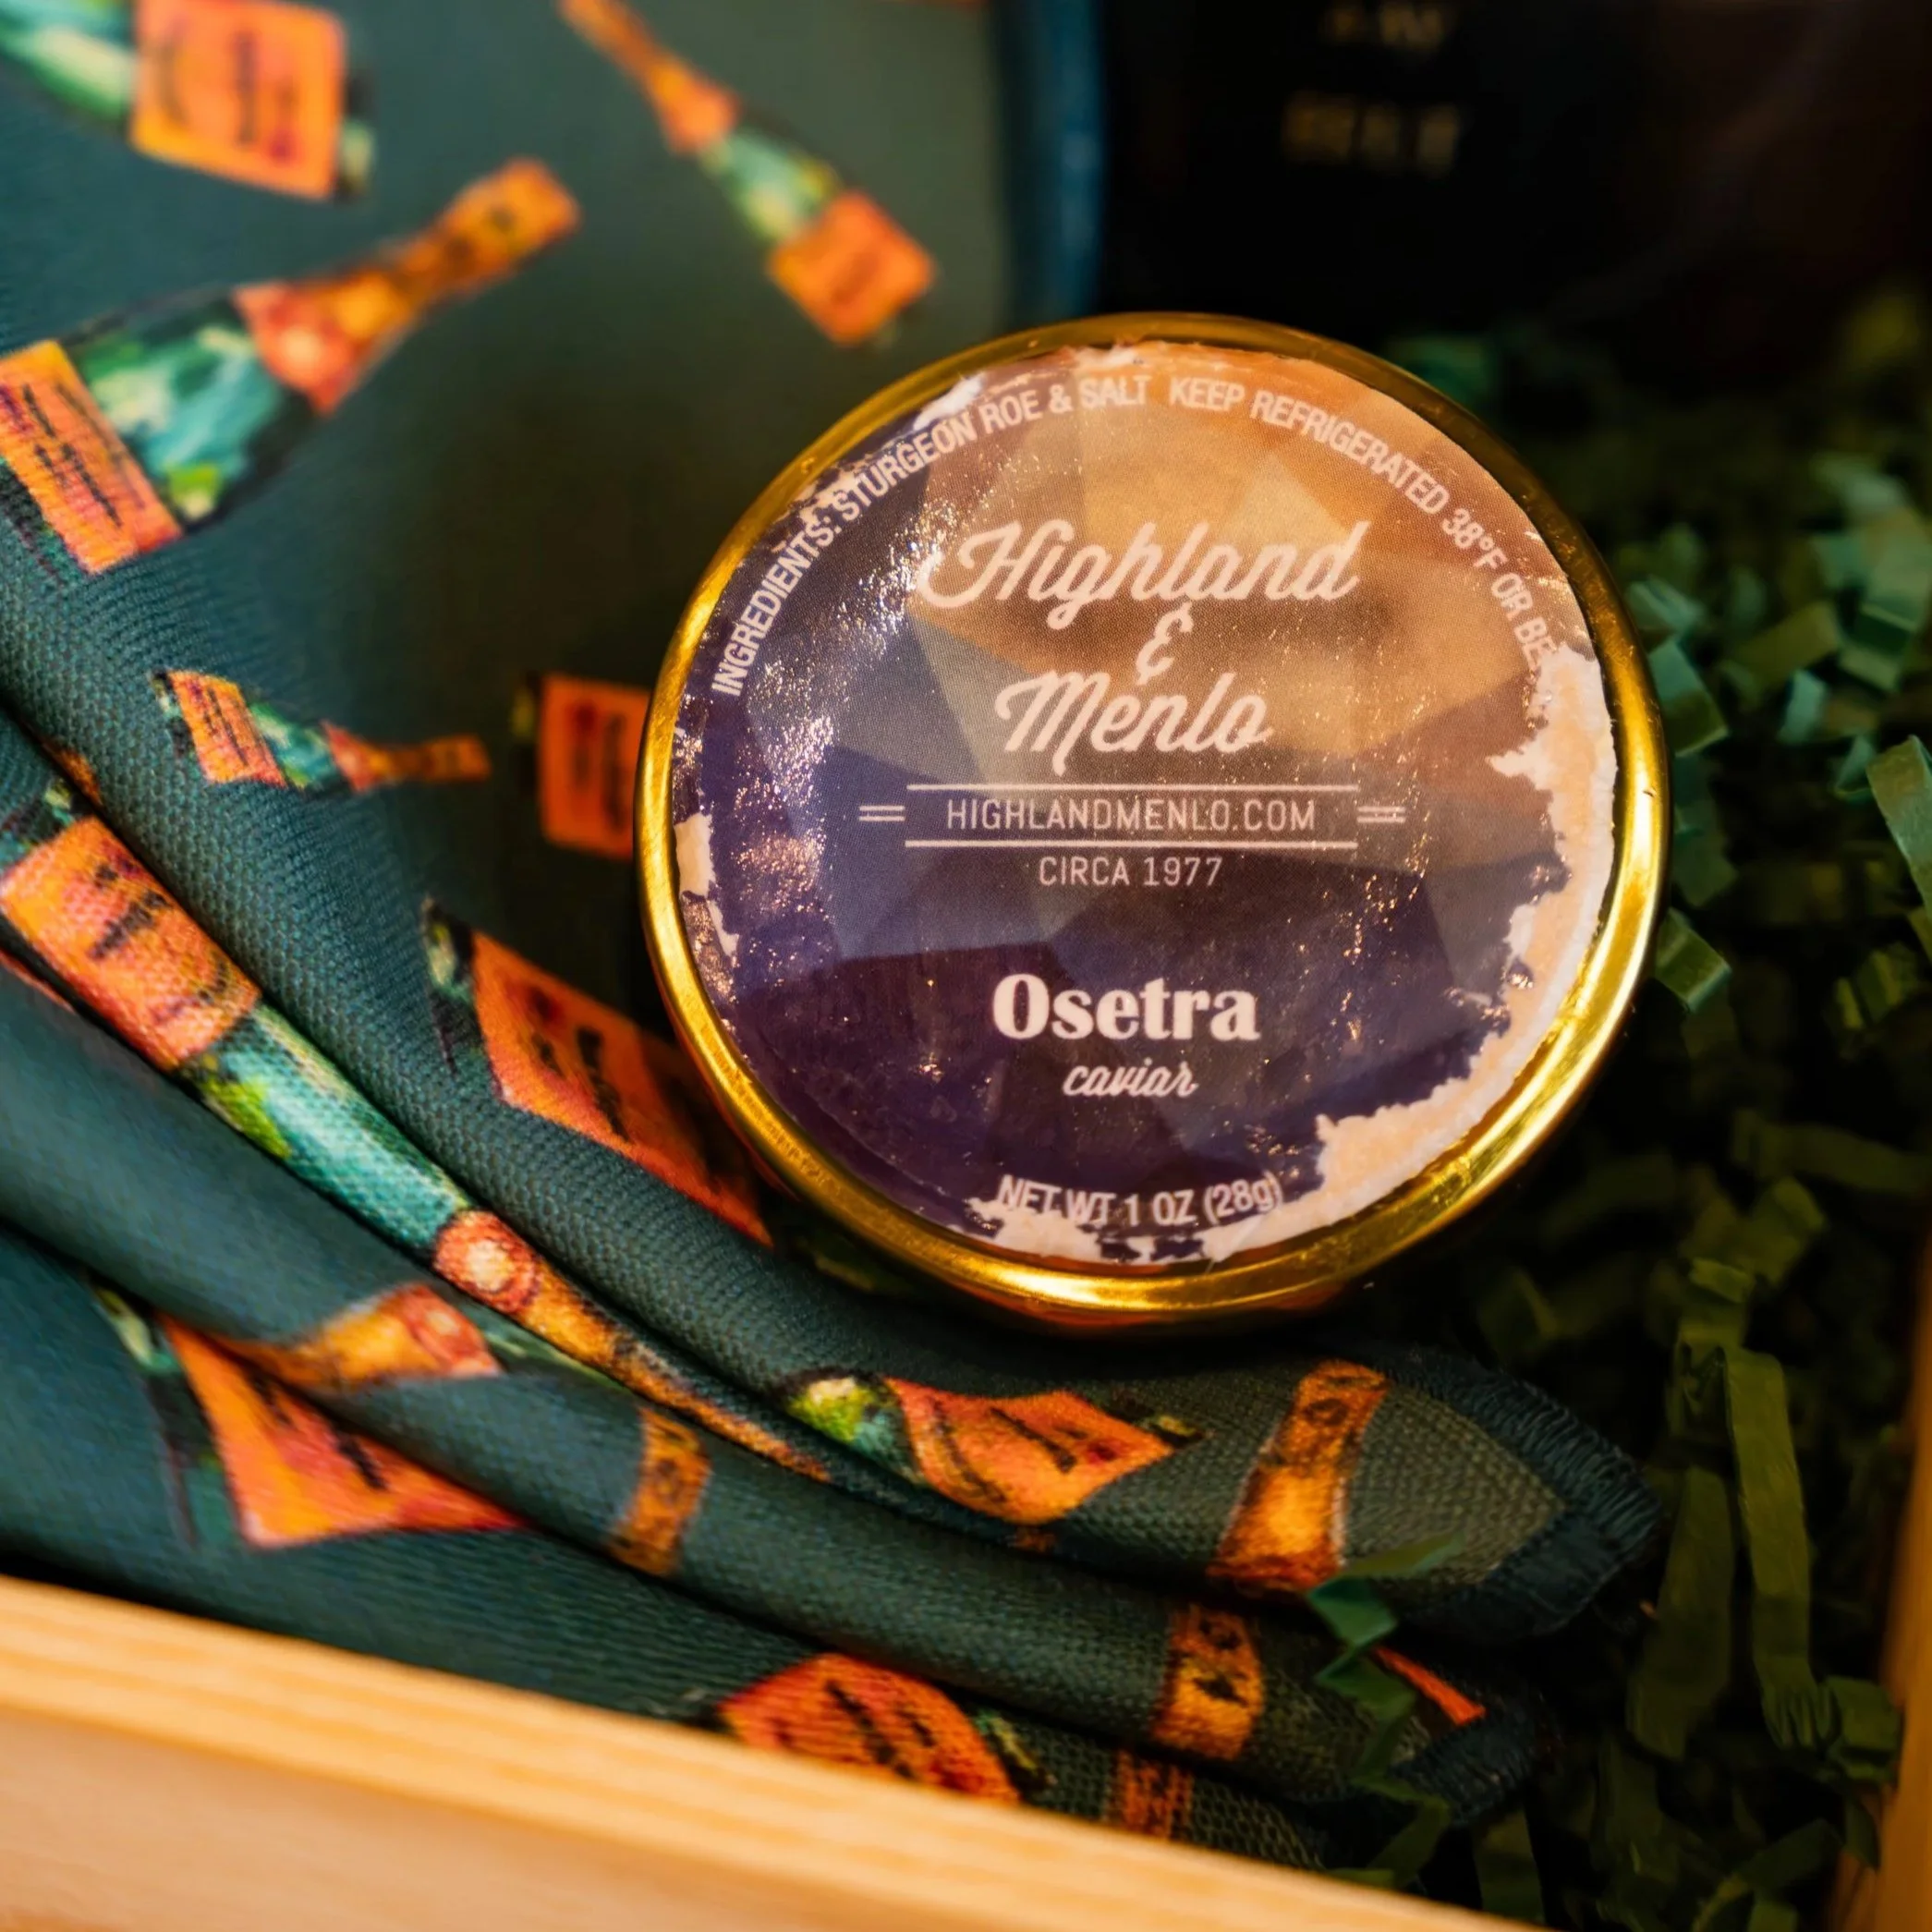 INGREDIENTS: STURGEON ROE & SALT KEEP REFRIGERATED 38°F OR BE
Highland
&
Menlo
HIGHLANDMENLO.COM
CIRCA 1977
Osetra
caviar
NET WT 1 OZ (28g)